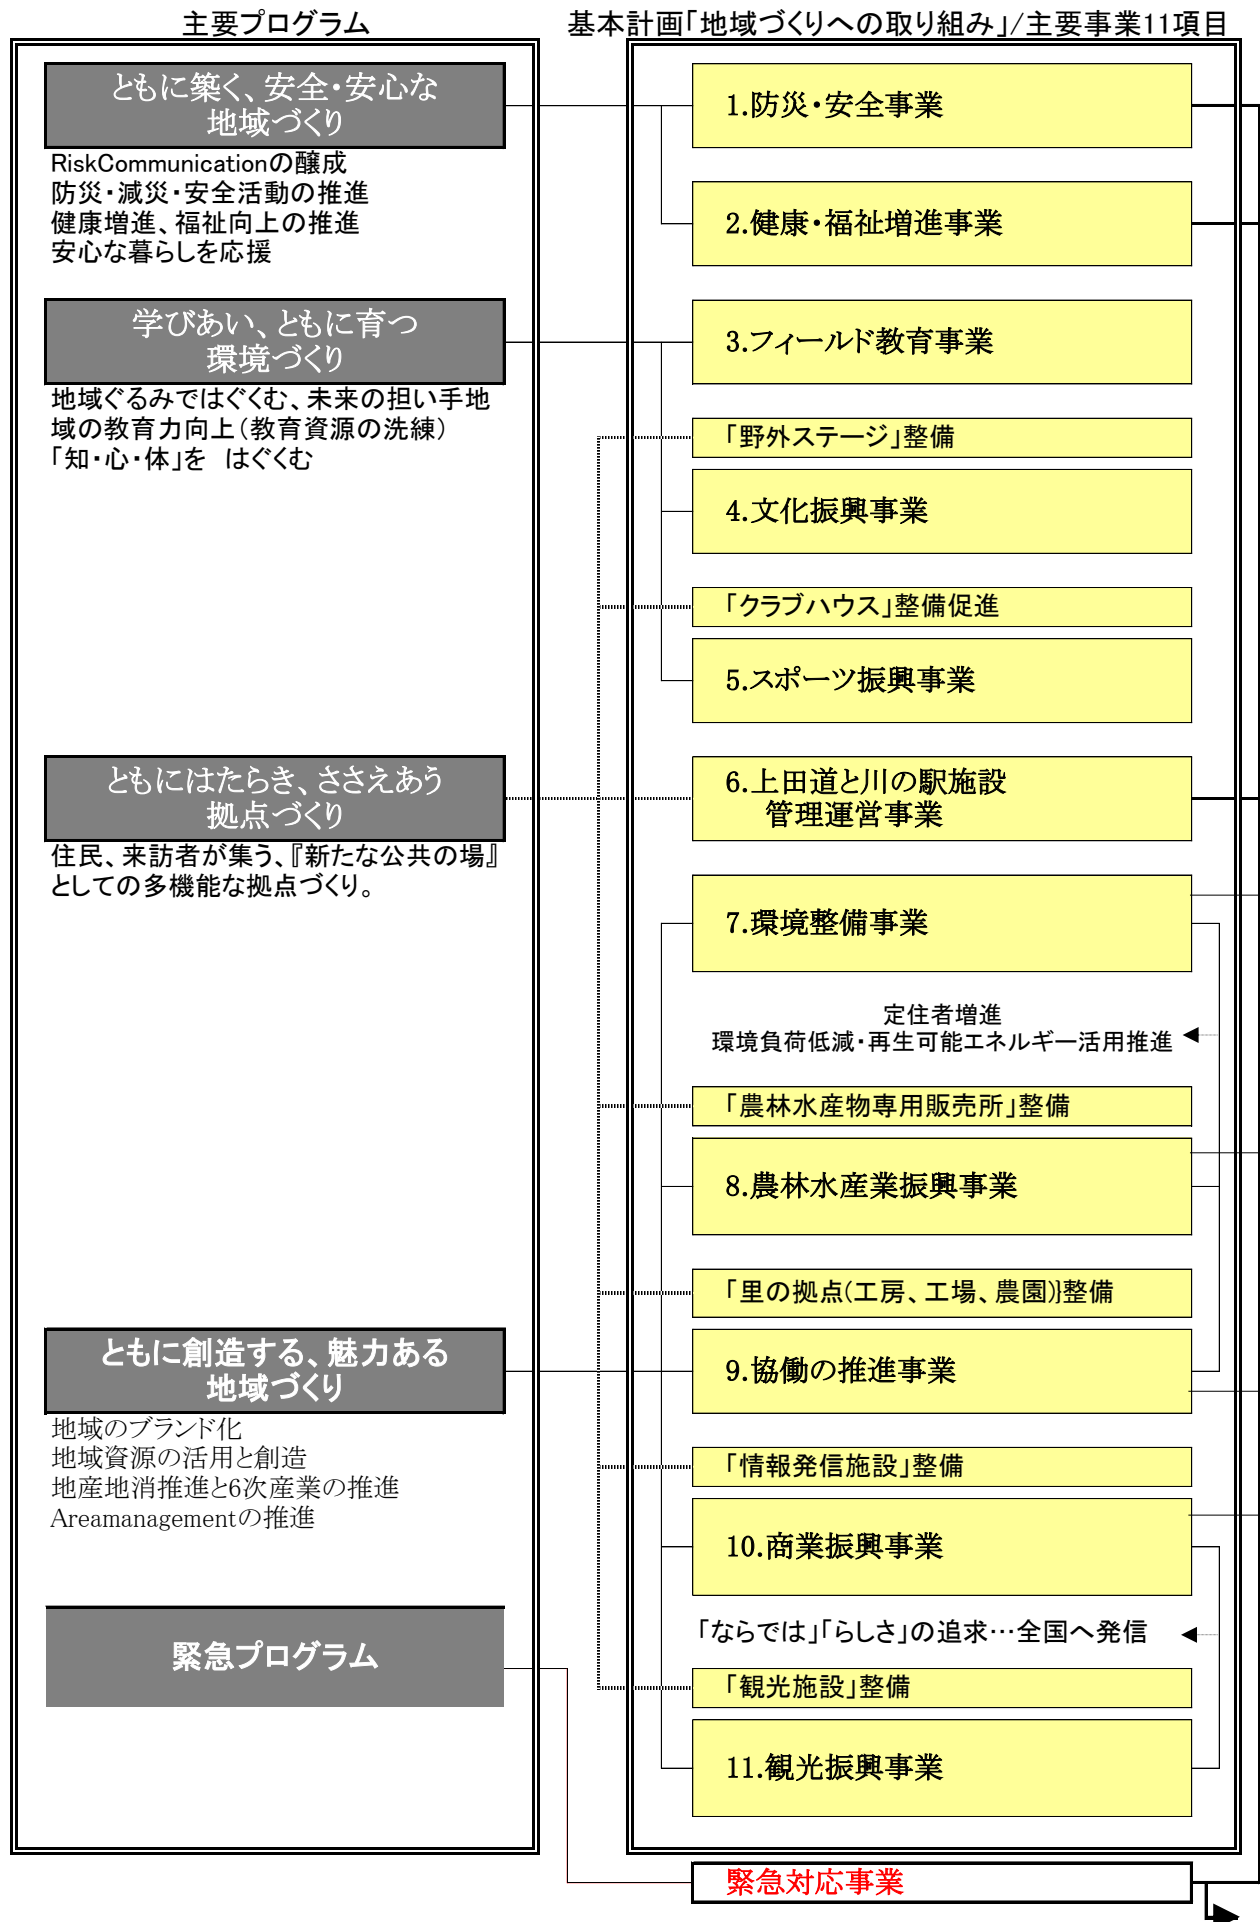 主要プログラム
ともに築く、安全・安心な
地域づくり
RiskCommunicationの醸成
防災・減災・安全活動の推進
健康増進、福祉向上の推進
安心な暮らしを応援
学びあい、ともに育つ
環境づくり
地域ぐるみではぐくむ、未来の担い手地
域の教育力向上(教育資源の洗練)
「知・心・体」を はぐくむ
ともにはたらき、ささえあう
拠点づくり
住民、来訪者が集う、『新たな公共の場』
としての多機能な拠点づくり。
ともに創造する、魅力ある
地域づくり
地域のブランド化
地域資源の活用と創造
地産地消推進と6次産業の推進
Areamanagementの推進
緊急プログラム
基本計画「地域づくりへの取り組み」/主要事業11項目
1.防災・安全事業
2.健康・福祉増進事業
3.フィールド教育事業
「野外ステージ」整備
4.文化振興事業
「クラブハウス」整備促進
5.スポーツ振興事業
6.上田道と川の駅施設
管理運営事業
7.環境整備事業
定住者増進
環境負荷低減・再生可能エネルギー活用推進
「農林水産物専用販売所」整備
8.農林水産業振興事業
「里の拠点(工房、工場、農園)}整備
9.協働の推進事業
「情報発信施設」整備
10.商業振興事業
「ならでは」「らしさ」の追求…全国へ発信
「観光施設」整備
11.観光振興事業
緊急対応事業